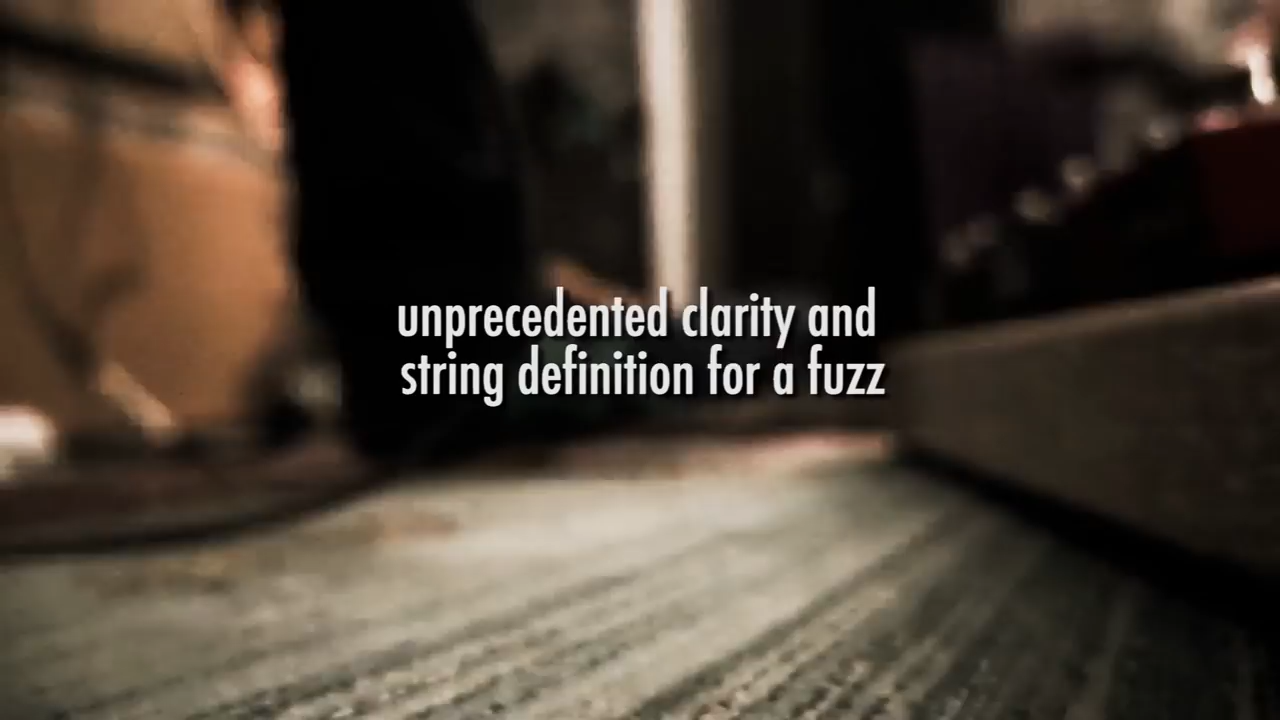 unprecedented clarity and
string definition for a fuzz